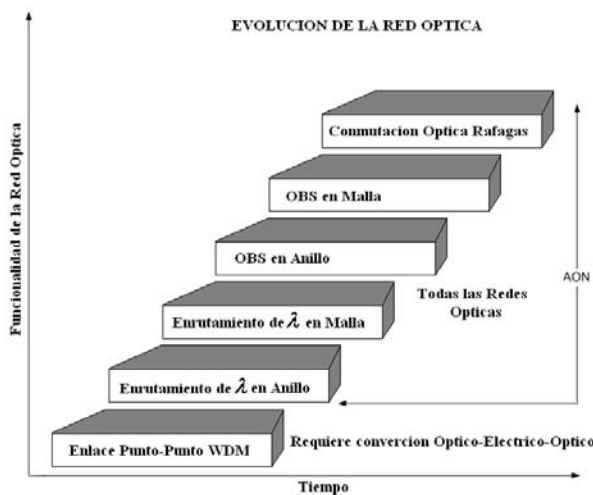 EVOLUCION DE LA RED OPTICA
Funcionalidad de la Red Optica
Conmutacion Optica Rafagas
OBS en Malla
OBS en Anillo
AON
Todas las Redes
Opticas
Enrutamiento de λ en Malla
Enrutamiento de λ en Anillo
Enlace Punto-Punto WDM
Requiere convercion Optico-Electrico-Optico
Tiempo